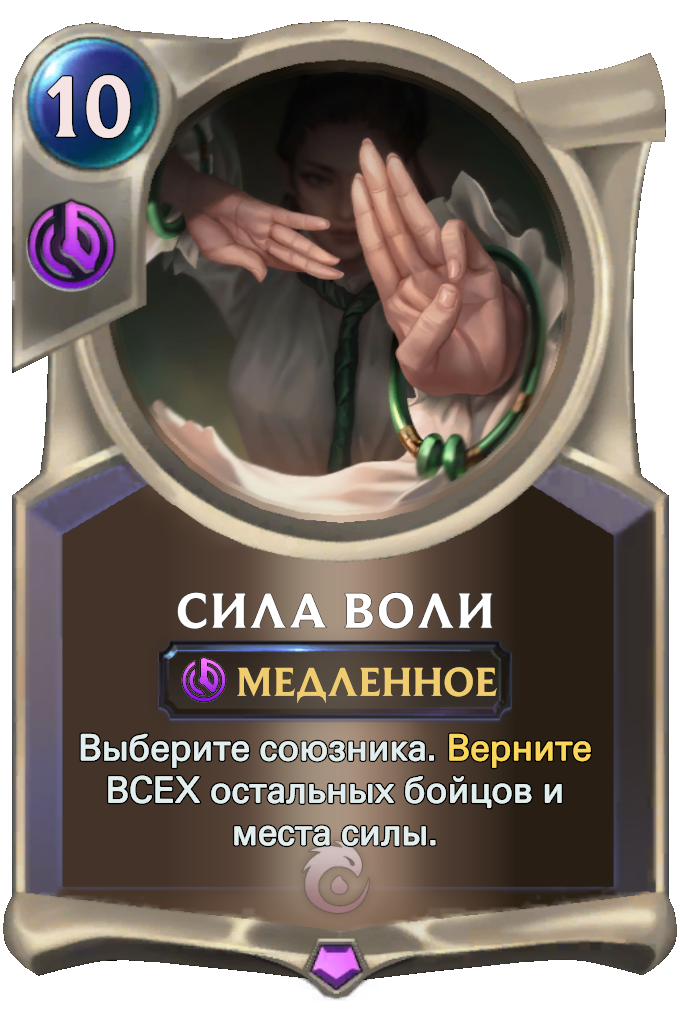 10
СИЛА ВОЛИ
МЕДЛЕННОЕ
Выберите союзника. Верните
ВСЕХ остальных бойцов и
места силы.